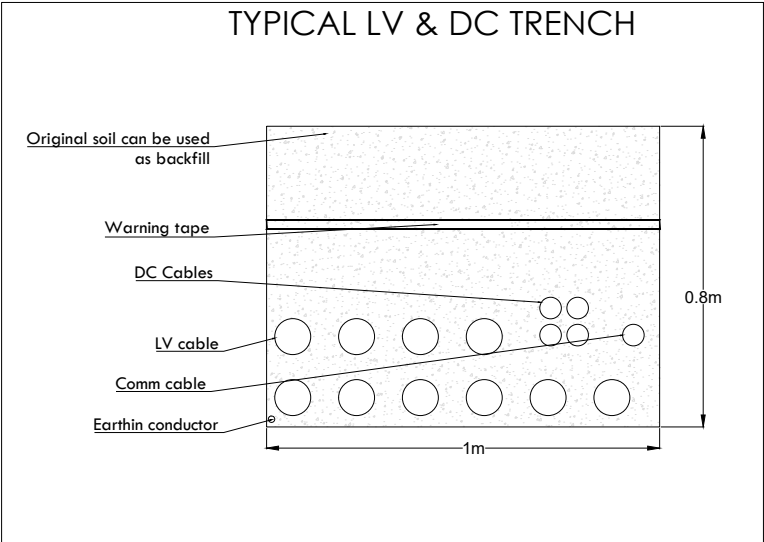 TYPICAL LV & DC TRENCH
Original soil can be used
as backfill
Warning tape
DC Cables
0.8m
LV cable
Comm cable
Earthin conductor
1m